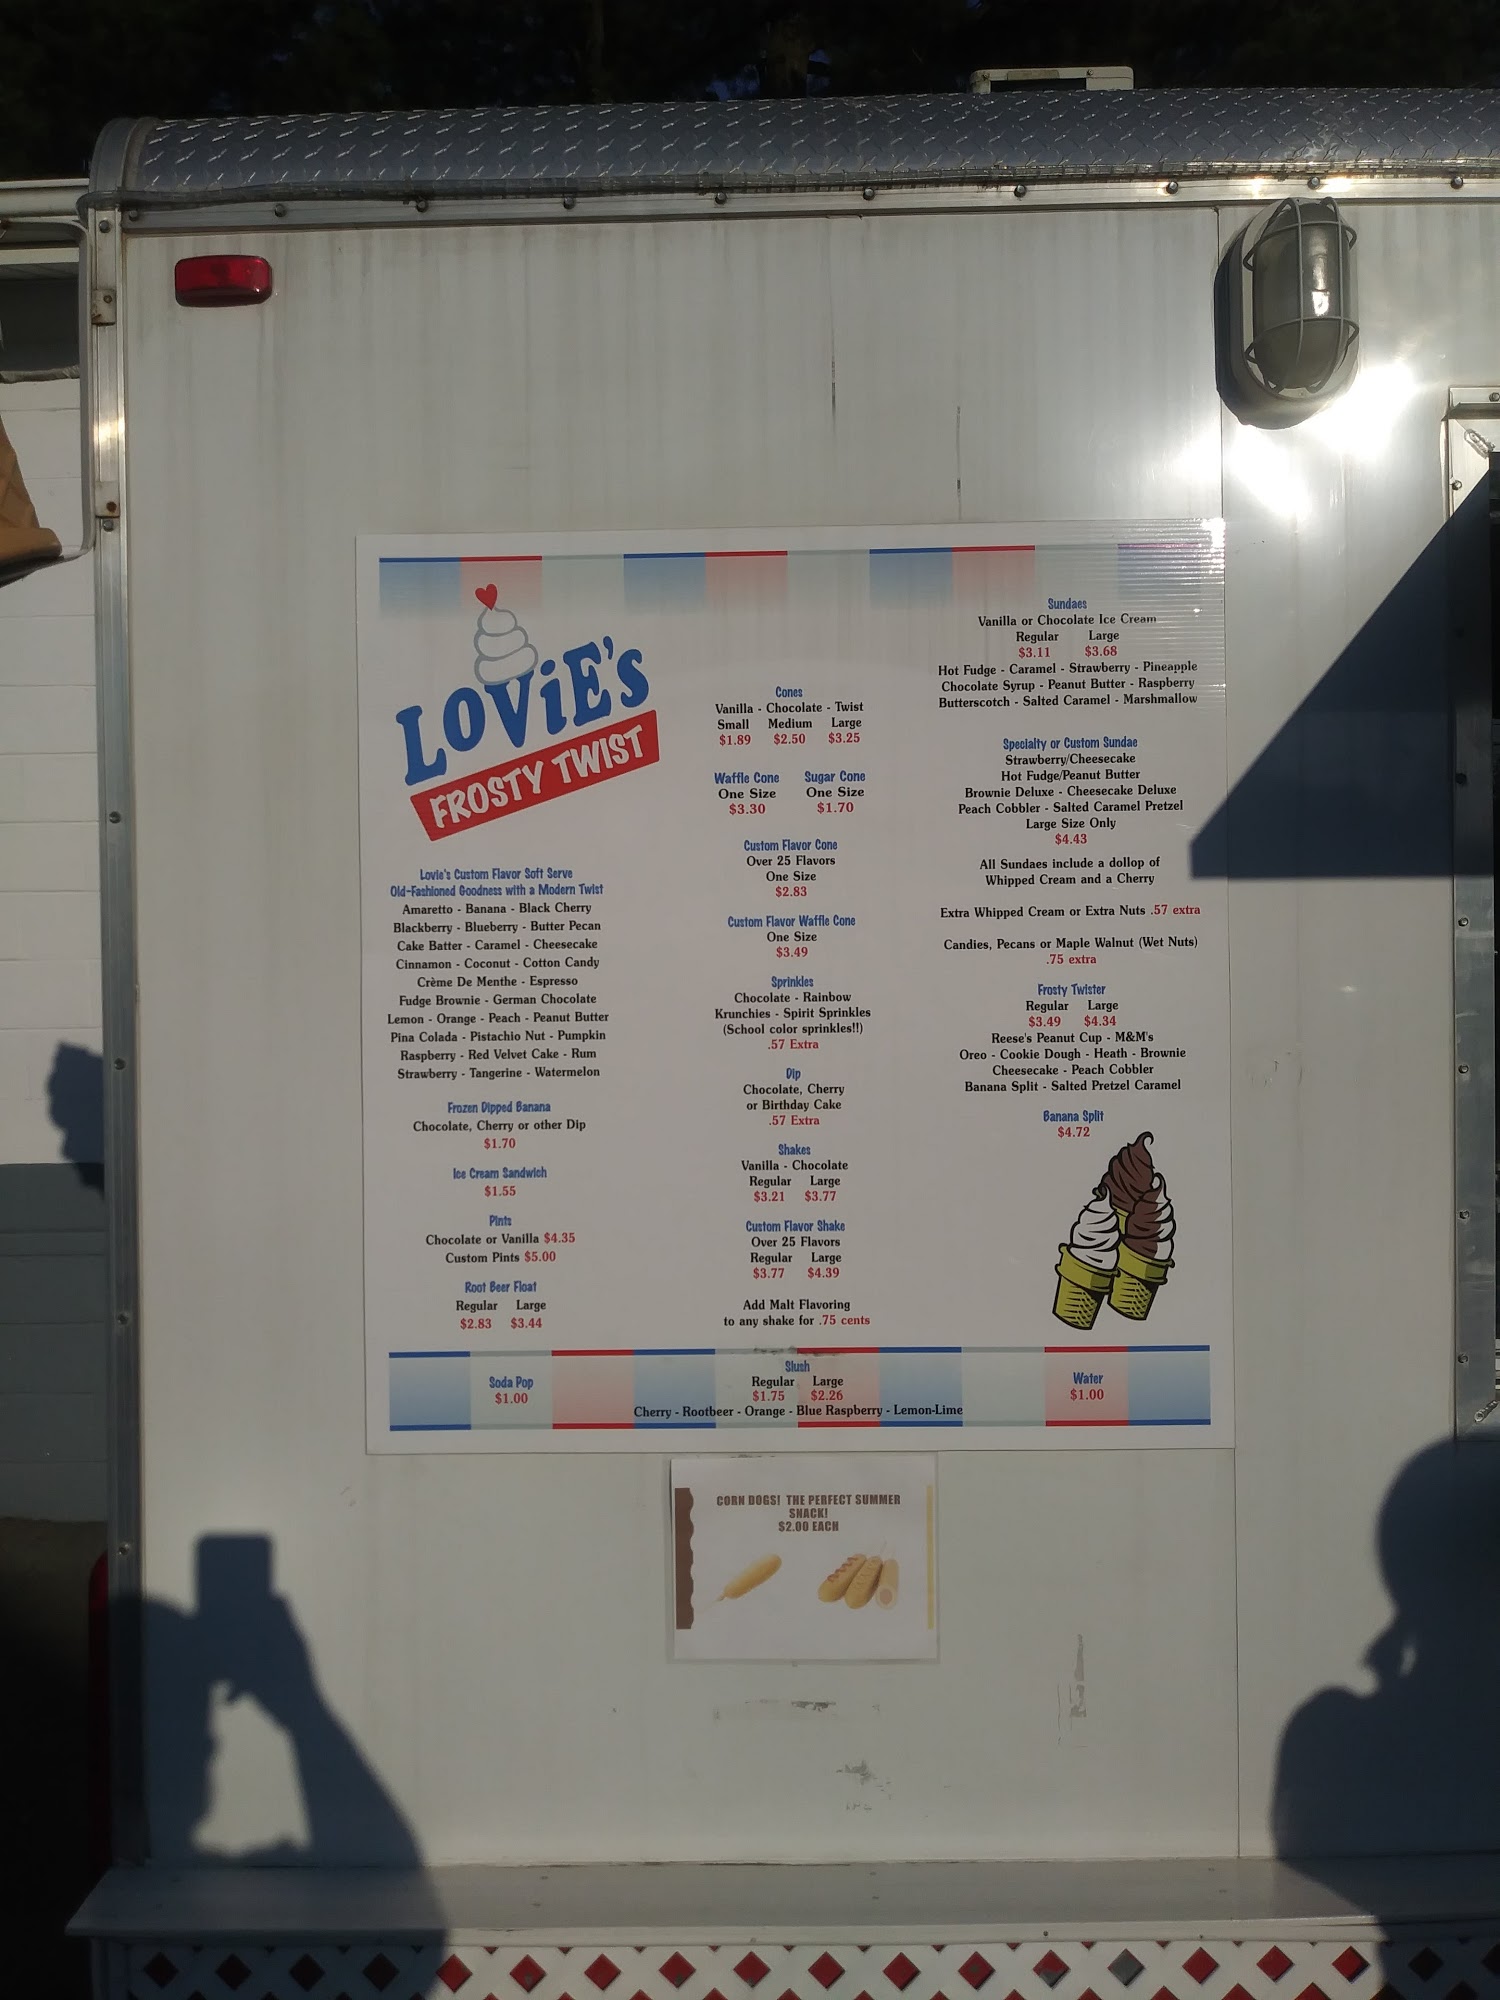 LOViE'S
FROSTY TWIST
Lovie's Custom Flavor Soft Serve
Old-Fashioned Goodness with a Modern Twist
Amaretto - Banana - Black Cherry
Blackberry - Blueberry - Butter Pecan
Cake Batter - Caramel - Cheesecake
Cinnamon - Coconut - Cotton Candy
Crème De Menthe - Espresso
Fudge Brownie - German Chocolate
Lemon - Orange - Peach - Peanut Butter
Pina Colada - Pistachio Nut - Pumpkin
Raspberry - Red Velvet Cake - Rum
Strawberry - Tangerine - Watermelon
Frozen Dipped Banana
Chocolate, Cherry or other Dip
$1.70
Ice Cream Sandwich
$1.55
Pints
Chocolate or Vanilla $4.35
Custom Pints $5.00
Root Beer Float
Regular Large
$2.83 $3.44
Cones
Vanilla - Chocolate - Twist
Small Medium Large
$1.89 $2.50 $3.25
Waffle Cone Sugar Cone
One Size One Size
$3.30 $1.70
Custom Flavor Cone
Over 25 Flavors
One Size
$2.83
Custom Flavor Waffle Cone
One Size
$3.49
Sprinkles
Chocolate - Rainbow
Krunchies - Spirit Sprinkles
(School color sprinkles!!)
.57 Extra
Dip
Chocolate, Cherry
or Birthday Cake
.57 Extra
Shakes
Vanilla - Chocolate
Regular Large
$3.21 $3.77
Custom Flavor Shake
Over 25 Flavors
Regular Large
$3.77 $4.39
Add Malt Flavoring
to any shake for .75 cents
Sundaes
Vanilla or Chocolate Ice Cream
Regular Large
$3.11 $3.68
Hot Fudge - Caramel - Strawberry - Pineapple
Chocolate Syrup - Peanut Butter - Raspberry
Butterscotch - Salted Caramel - Marshmallow
Specialty or Custom Sundae
Strawberry/Cheesecake
Hot Fudge/Peanut Butter
Brownie Deluxe - Cheesecake Deluxe
Peach Cobbler - Salted Caramel Pretzel
Large Size Only
$4.43
All Sundaes include a dollop of
Whipped Cream and a Cherry
Extra Whipped Cream or Extra Nuts .57 extra
Candies, Pecans or Maple Walnut (Wet Nuts)
.75 extra
Frosty Twister
Regular Large
$3.49 $4.34
Reese's Peanut Cup - M&M's
Oreo - Cookie Dough - Heath - Brownie
Cheesecake - Peach Cobbler
Banana Split - Salted Pretzel Caramel
Banana Split
$4.72
Soda Pop
$1.00
Slush
Regular Large
$1.75 $2.26
Cherry - Rootbeer - Orange - Blue Raspberry - Lemon-Lime
Water
$1.00
CORN DOGS! THE PERFECT SUMMER
SNACK!
$2.00 EACH